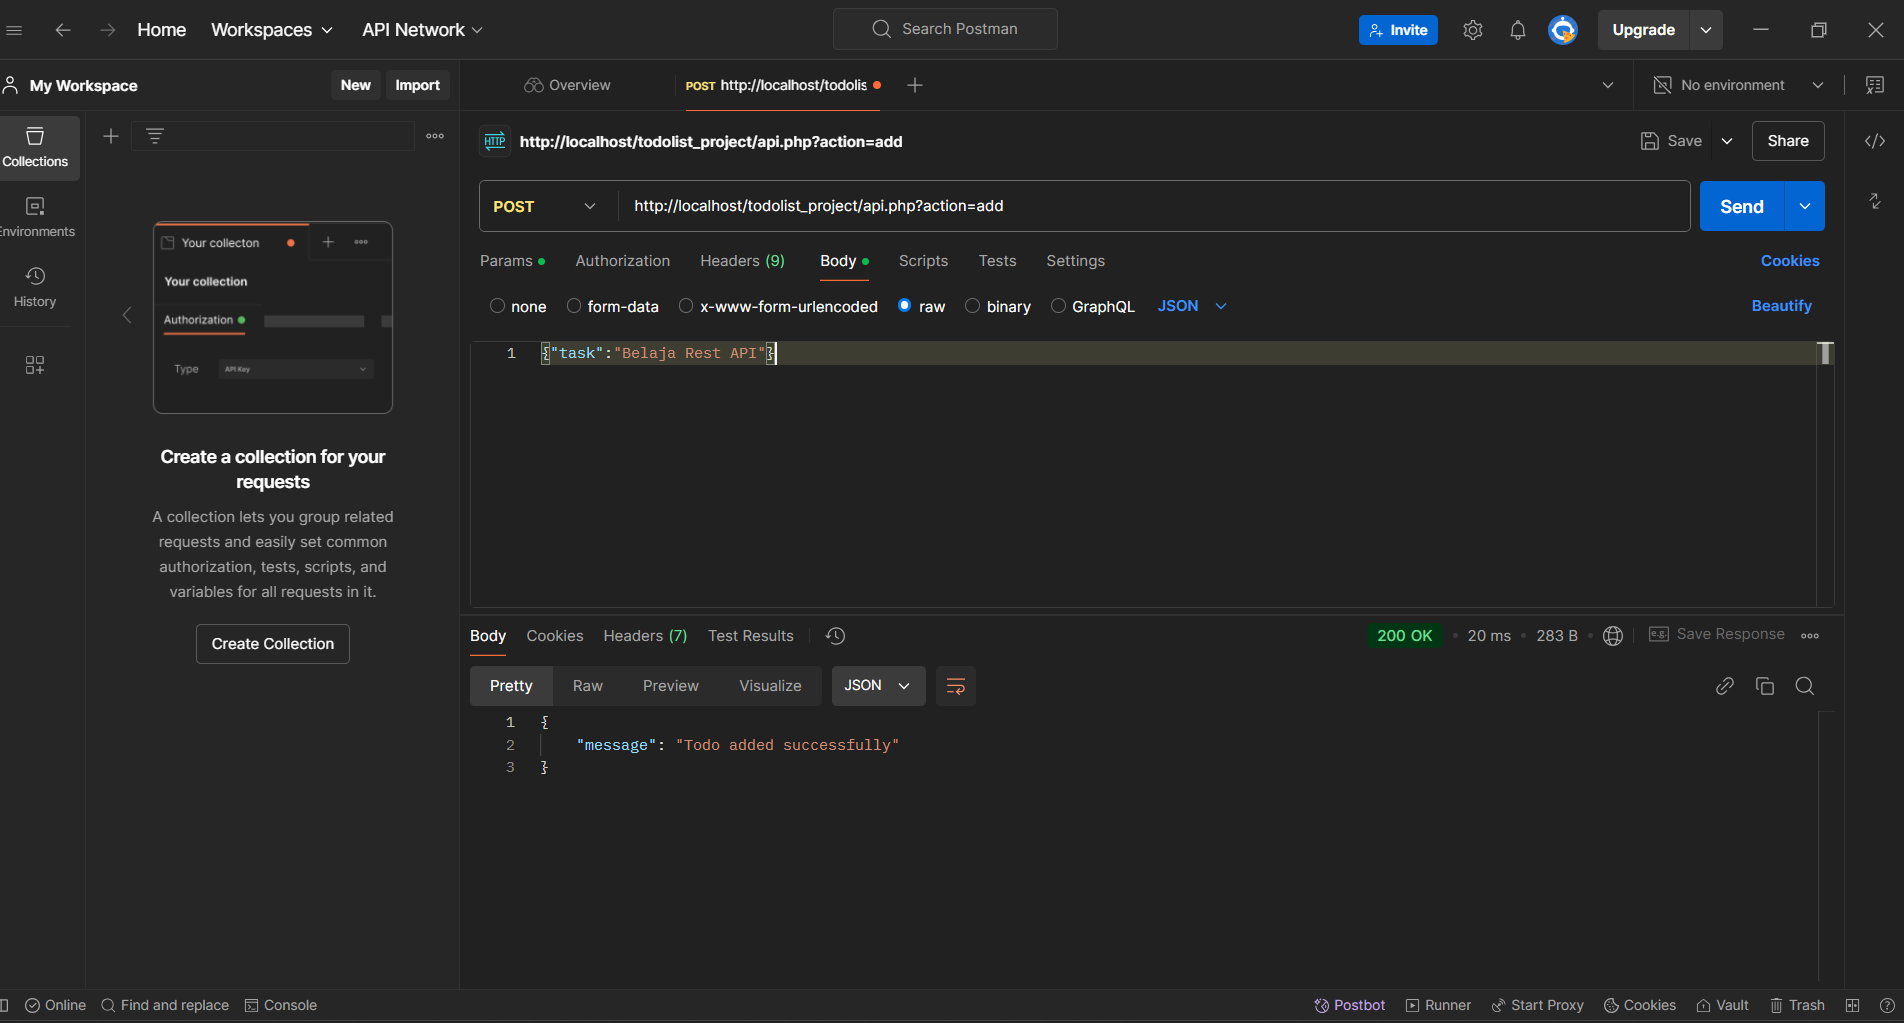 Home Workspaces API Network Search Postman Invite Upgrade
My Workspace New Import Overview POST http://localhost/todolis No environment
Collections
Environments
History
Your collecton
Your collection
Authorization
Type API Key
Create a collection for your
requests
A collection lets you group related
requests and easily set common
authorization, tests, scripts, and
variables for all requests in it.
Create Collection
HTTP http://localhost/todolist_project/api.php?action=add Save Share
POST http://localhost/todolist_project/api.php?action=add Send
Params Authorization Headers (9) Body Scripts Tests Settings Cookies
none form-data x-www-form-urlencoded raw binary GraphQL JSON Beautify
1 {"task":"Belaja Rest API"}
Body Cookies Headers (7) Test Results 200 OK 20 ms 283 B e.g. Save Response
Pretty Raw Preview Visualize JSON
1 {
2 "message": "Todo added successfully"
3 }
Online Find and replace Console Postbot Runner Start Proxy Cookies Vault Trash